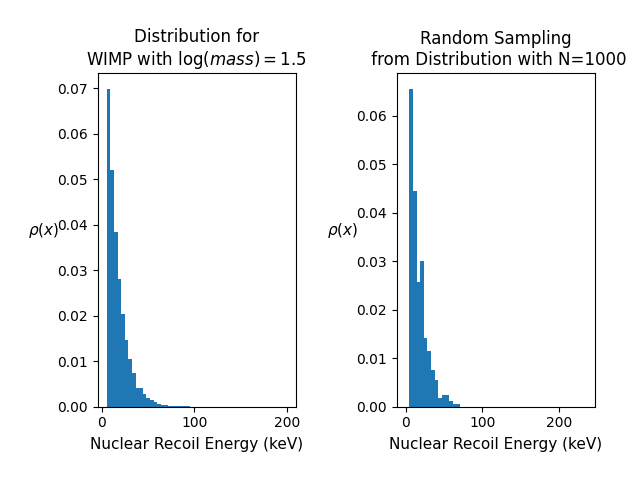 Distribution for
WIMP with log(mass) = 1.5
0.07
0.06
0.05
0.04
0.03
0.02
0.01
0.00
ρ(x)
0 100 200
Nuclear Recoil Energy (keV)
Random Sampling
from Distribution with N=1000
0.06
0.05
0.04
0.03
0.02
0.01
0.00
ρ(x)
0 100 200
Nuclear Recoil Energy (keV)